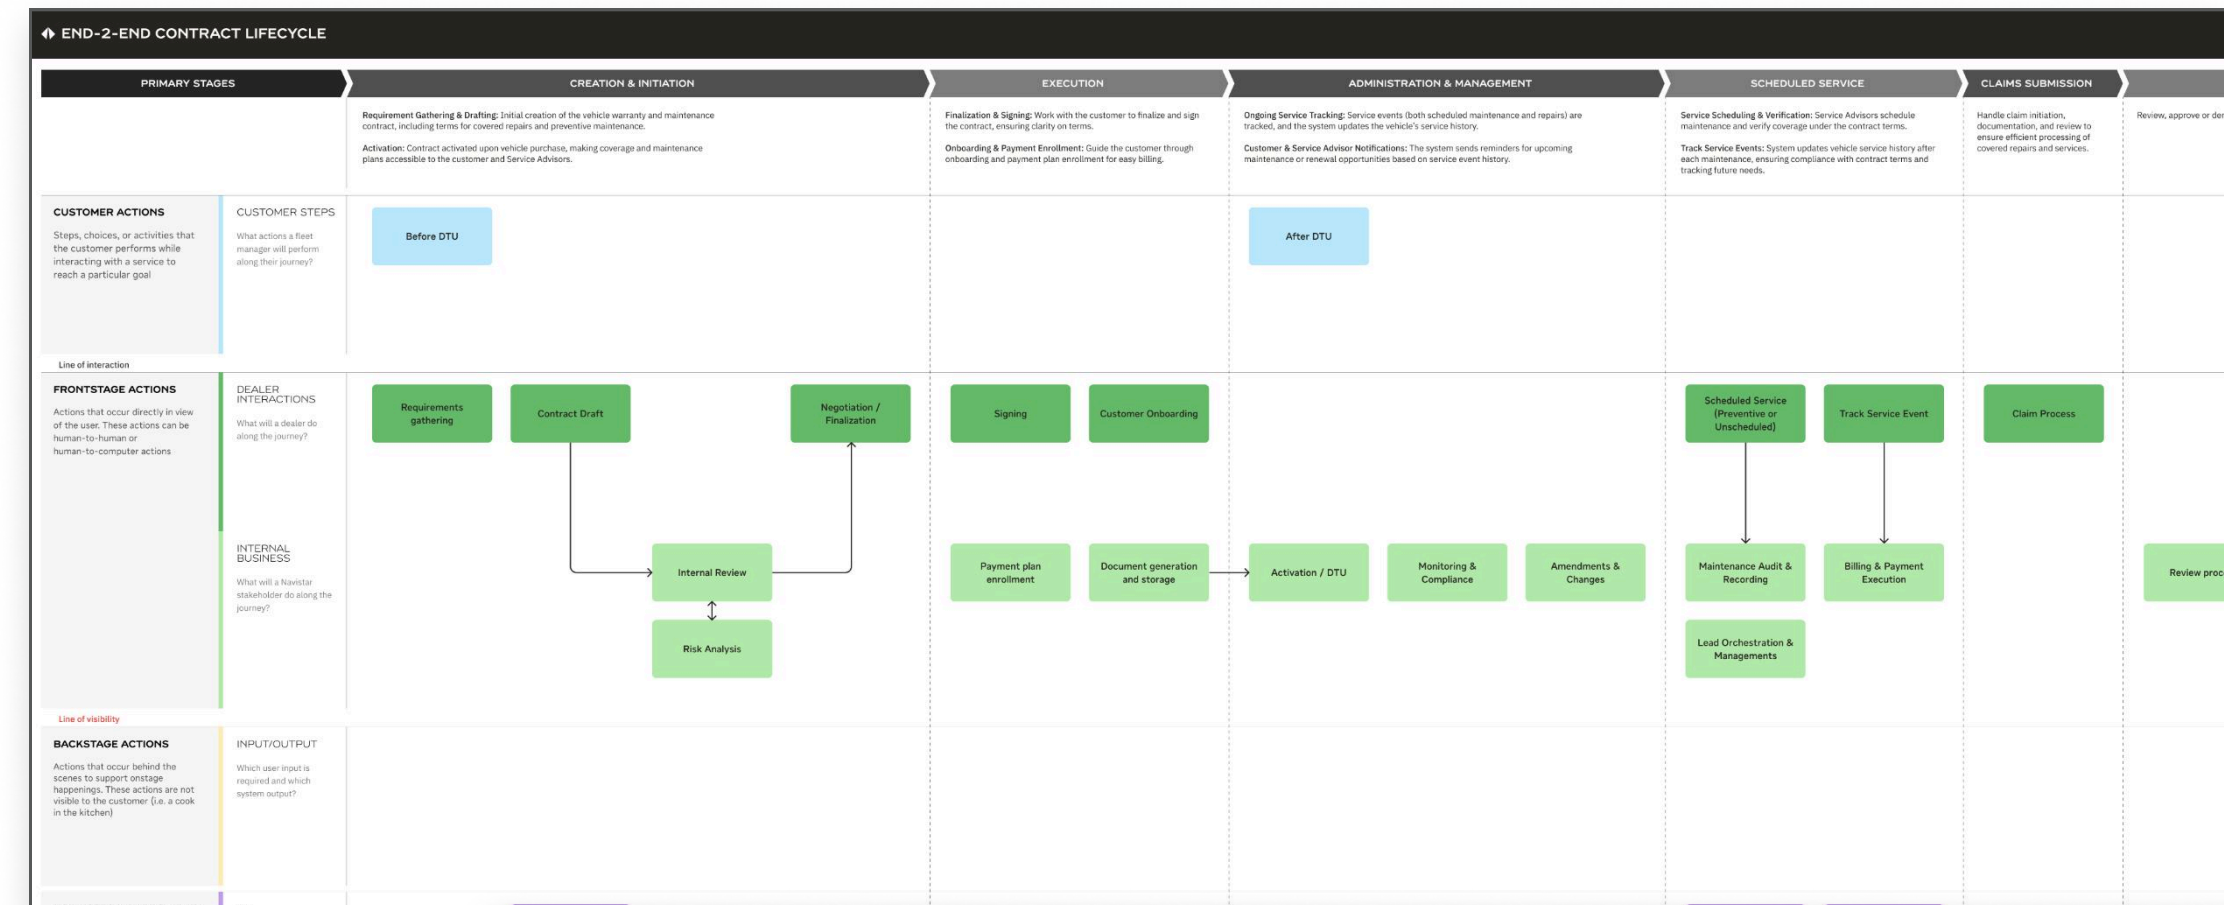 END-2-END CONTRACT LIFECYCLE
PRIMARY STAGES
CREATION & INITIATION
EXECUTION
ADMINISTRATION & MANAGEMENT
SCHEDULED SERVICE
CLAIMS SUBMISSION
Requirement Gathering & Drafting: Initial creation of the vehicle warranty and maintenance
contract, including terms for covered repairs and preventive maintenance.
Activation: Contract activated upon vehicle purchase, making coverage and maintenance
plans accessible to the customer and Service Advisors.
Finalization & Signing: Work with the customer to finalize and sign
the contract, ensuring clarity on terms.
Onboarding & Payment Enrollment: Guide the customer through
onboarding and payment plan enrollment for easy billing.
Ongoing Service Tracking: Service events (both scheduled maintenance and repairs) are
tracked, and the system updates the vehicle's service history.
Customer & Service Advisor Notifications: The system sends reminders for upcoming
maintenance or renewal opportunities based on service event history.
Service Scheduling & Verification: Service Advisors schedule
maintenance and verify coverage under the contract terms.
Track Service Events: System updates vehicle service history after
each maintenance, ensuring compliance with contract terms and
tracking future needs.
Handle claim initiation,
documentation, and review to
ensure efficient processing of
covered repairs and services.
Review, approve or
CUSTOMER ACTIONS
Steps, choices, or activities that
the customer performs while
interacting with a service to
reach a particular goal
CUSTOMER STEPS
What actions a fleet
manager will perform
along their journey?
Before DTU
After DTU
Line of interaction
FRONTSTAGE ACTIONS
Actions that occur directly in view
of the user. These actions can be
human-to-human or
human-to-computer actions
DEALER
INTERACTIONS
What will a dealer do
along the journey?
Requirements
gathering
Contract Draft
Negotiation /
Finalization
Signing
Customer Onboarding
Scheduled Service
(Preventive or
Unscheduled)
Track Service Event
Claim Process
INTERNAL
BUSINESS
What will a Navistar
stakeholder do along the
journey?
Internal Review
Risk Analysis
Payment plan
enrollment
Document generation
and storage
Activation / DTU
Monitoring &
Compliance
Amendments &
Changes
Maintenance Audit &
Recording
Billing & Payment
Execution
Lead Orchestration &
Managements
Review
Line of visibility
BACKSTAGE ACTIONS
Actions that occur behind the
scenes to support onstage
happenings. These actions are not
visible to the customer (i.e. a cook
in the kitchen)
INPUT/OUTPUT
Which user input is
required and which
system output?